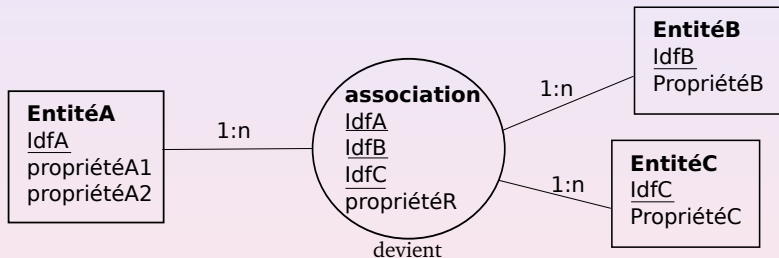 EntitéA
IdfA
propriétéA1
propriétéA2
1:n
association
IdfA
IdfB
IdfC
propriétéR
1:n
EntitéB
IdfB
PropriétéB
1:n
EntitéC
IdfC
PropriétéC
devient